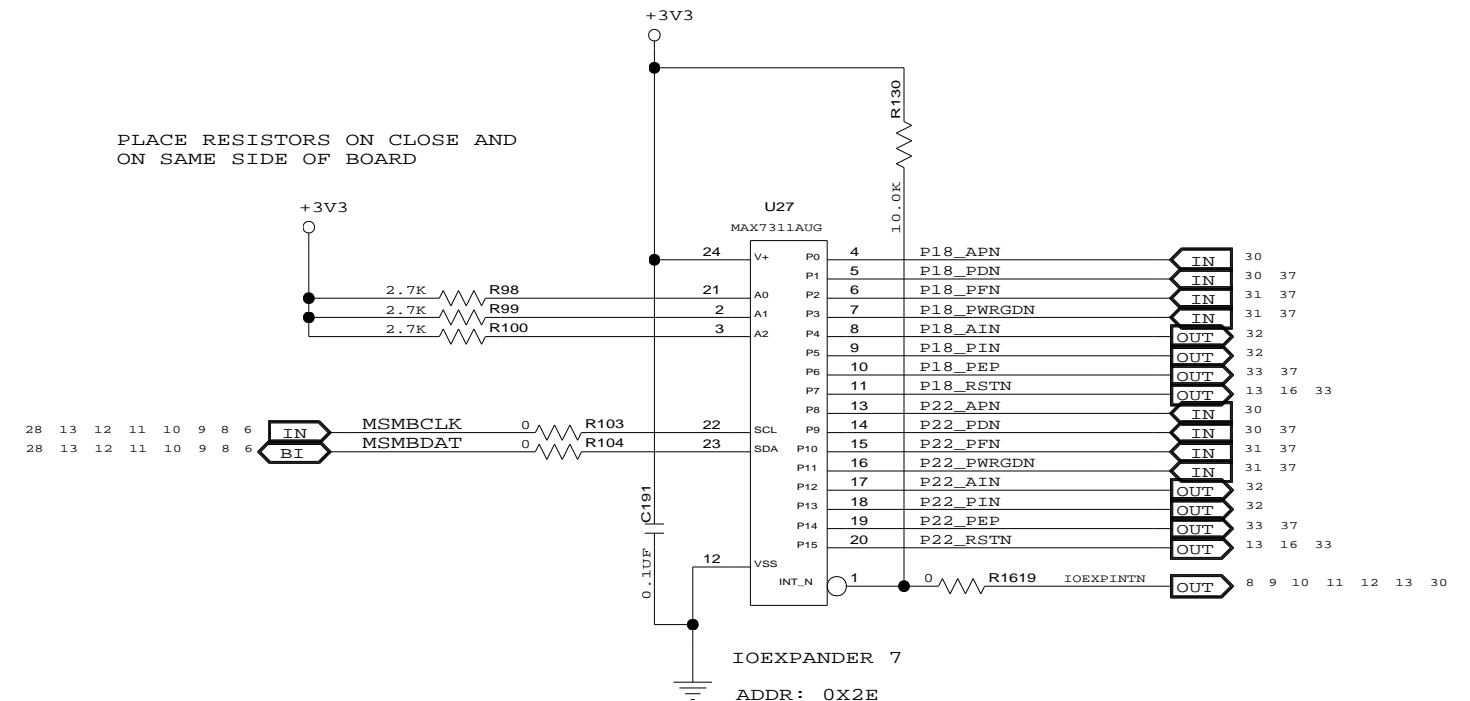 +3V3
PLACE RESISTORS ON CLOSE AND
ON SAME SIDE OF BOARD
R130
10.0K
+3V3
U27
MAX7311AUG
24 V+ P0 4 P18_APN IN 30
P1 5 P18_PDN IN 30 37
2.7K R98 21 A0 P2 6 P18_PFN IN 31 37
2.7K R99 2 A1 P3 7 P18_PWRGDN IN 31 37
2.7K R100 3 A2 P4 8 P18_AIN OUT 32
P5 9 P18_PIN OUT 32
P6 10 P18_PEP OUT 33 37
P7 11 P18_RSTN OUT 13 16 33
P8 13 P22_APN IN 30
28 13 12 11 10 9 8 6 IN MSMBCLK 0 R103 22 SCL P9 14 P22_PDN IN 30 37
28 13 12 11 10 9 8 6 BI MSMBDAT 0 R104 23 SDA P10 15 P22_PFN IN 31 37
P11 16 P22_PWRGDN IN 31 37
P12 17 P22_AIN OUT 32
P13 18 P22_PIN OUT 32
P14 19 P22_PEP OUT 33 37
P15 20 P22_RSTN OUT 13 16 33
C191
0.1UF
12 VSS
INT_N 1 0 R1619 IOEXPINTN OUT 8 9 10 11 12 13 30
IOEXPANDER 7
ADDR: 0X2E